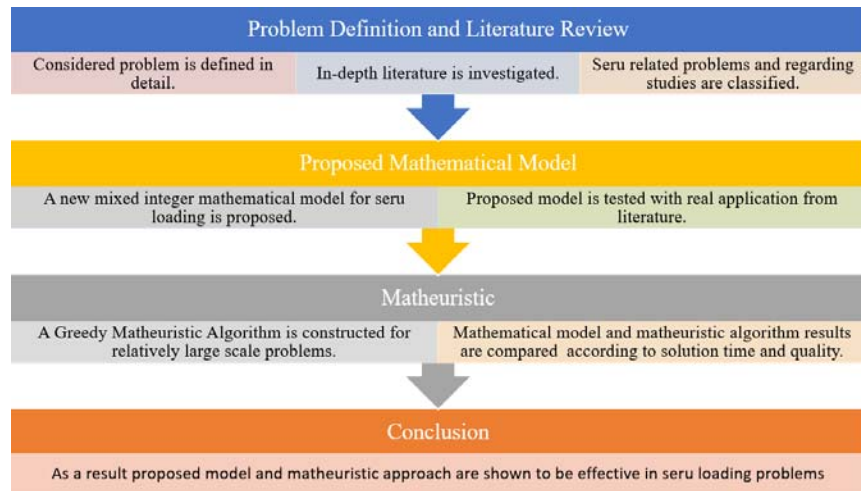 Problem Definition and Literature Review
Considered problem is defined in
detail.
In-depth literature is investigated.
Seru related problems and regarding
studies are classified.
Proposed Mathematical Model
A new mixed integer mathematical model for seru
loading is proposed.
Proposed model is tested with real application from
literature.
Matheuristic
A Greedy Matheuristic Algorithm is constructed for
relatively large scale problems.
Mathematical model and matheuristic algorithm results
are compared according to solution time and quality.
Conclusion
As a result proposed model and matheuristic approach are shown to be effective in seru loading problems